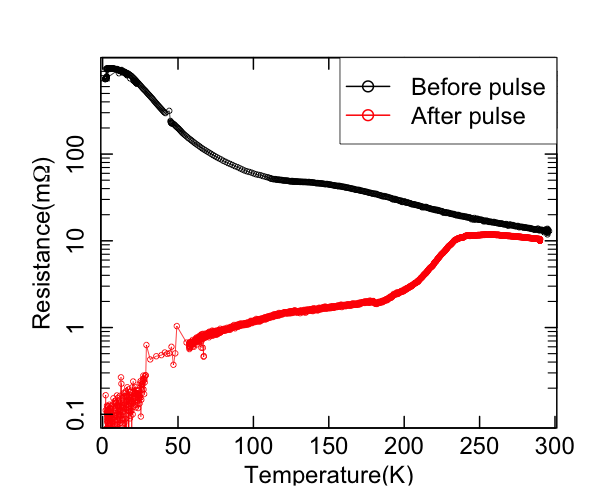 Before pulse
After pulse
Resistance(mΩ)
100
10
1
0.1
0
50
100
150
200
250
300
Temperature(K)